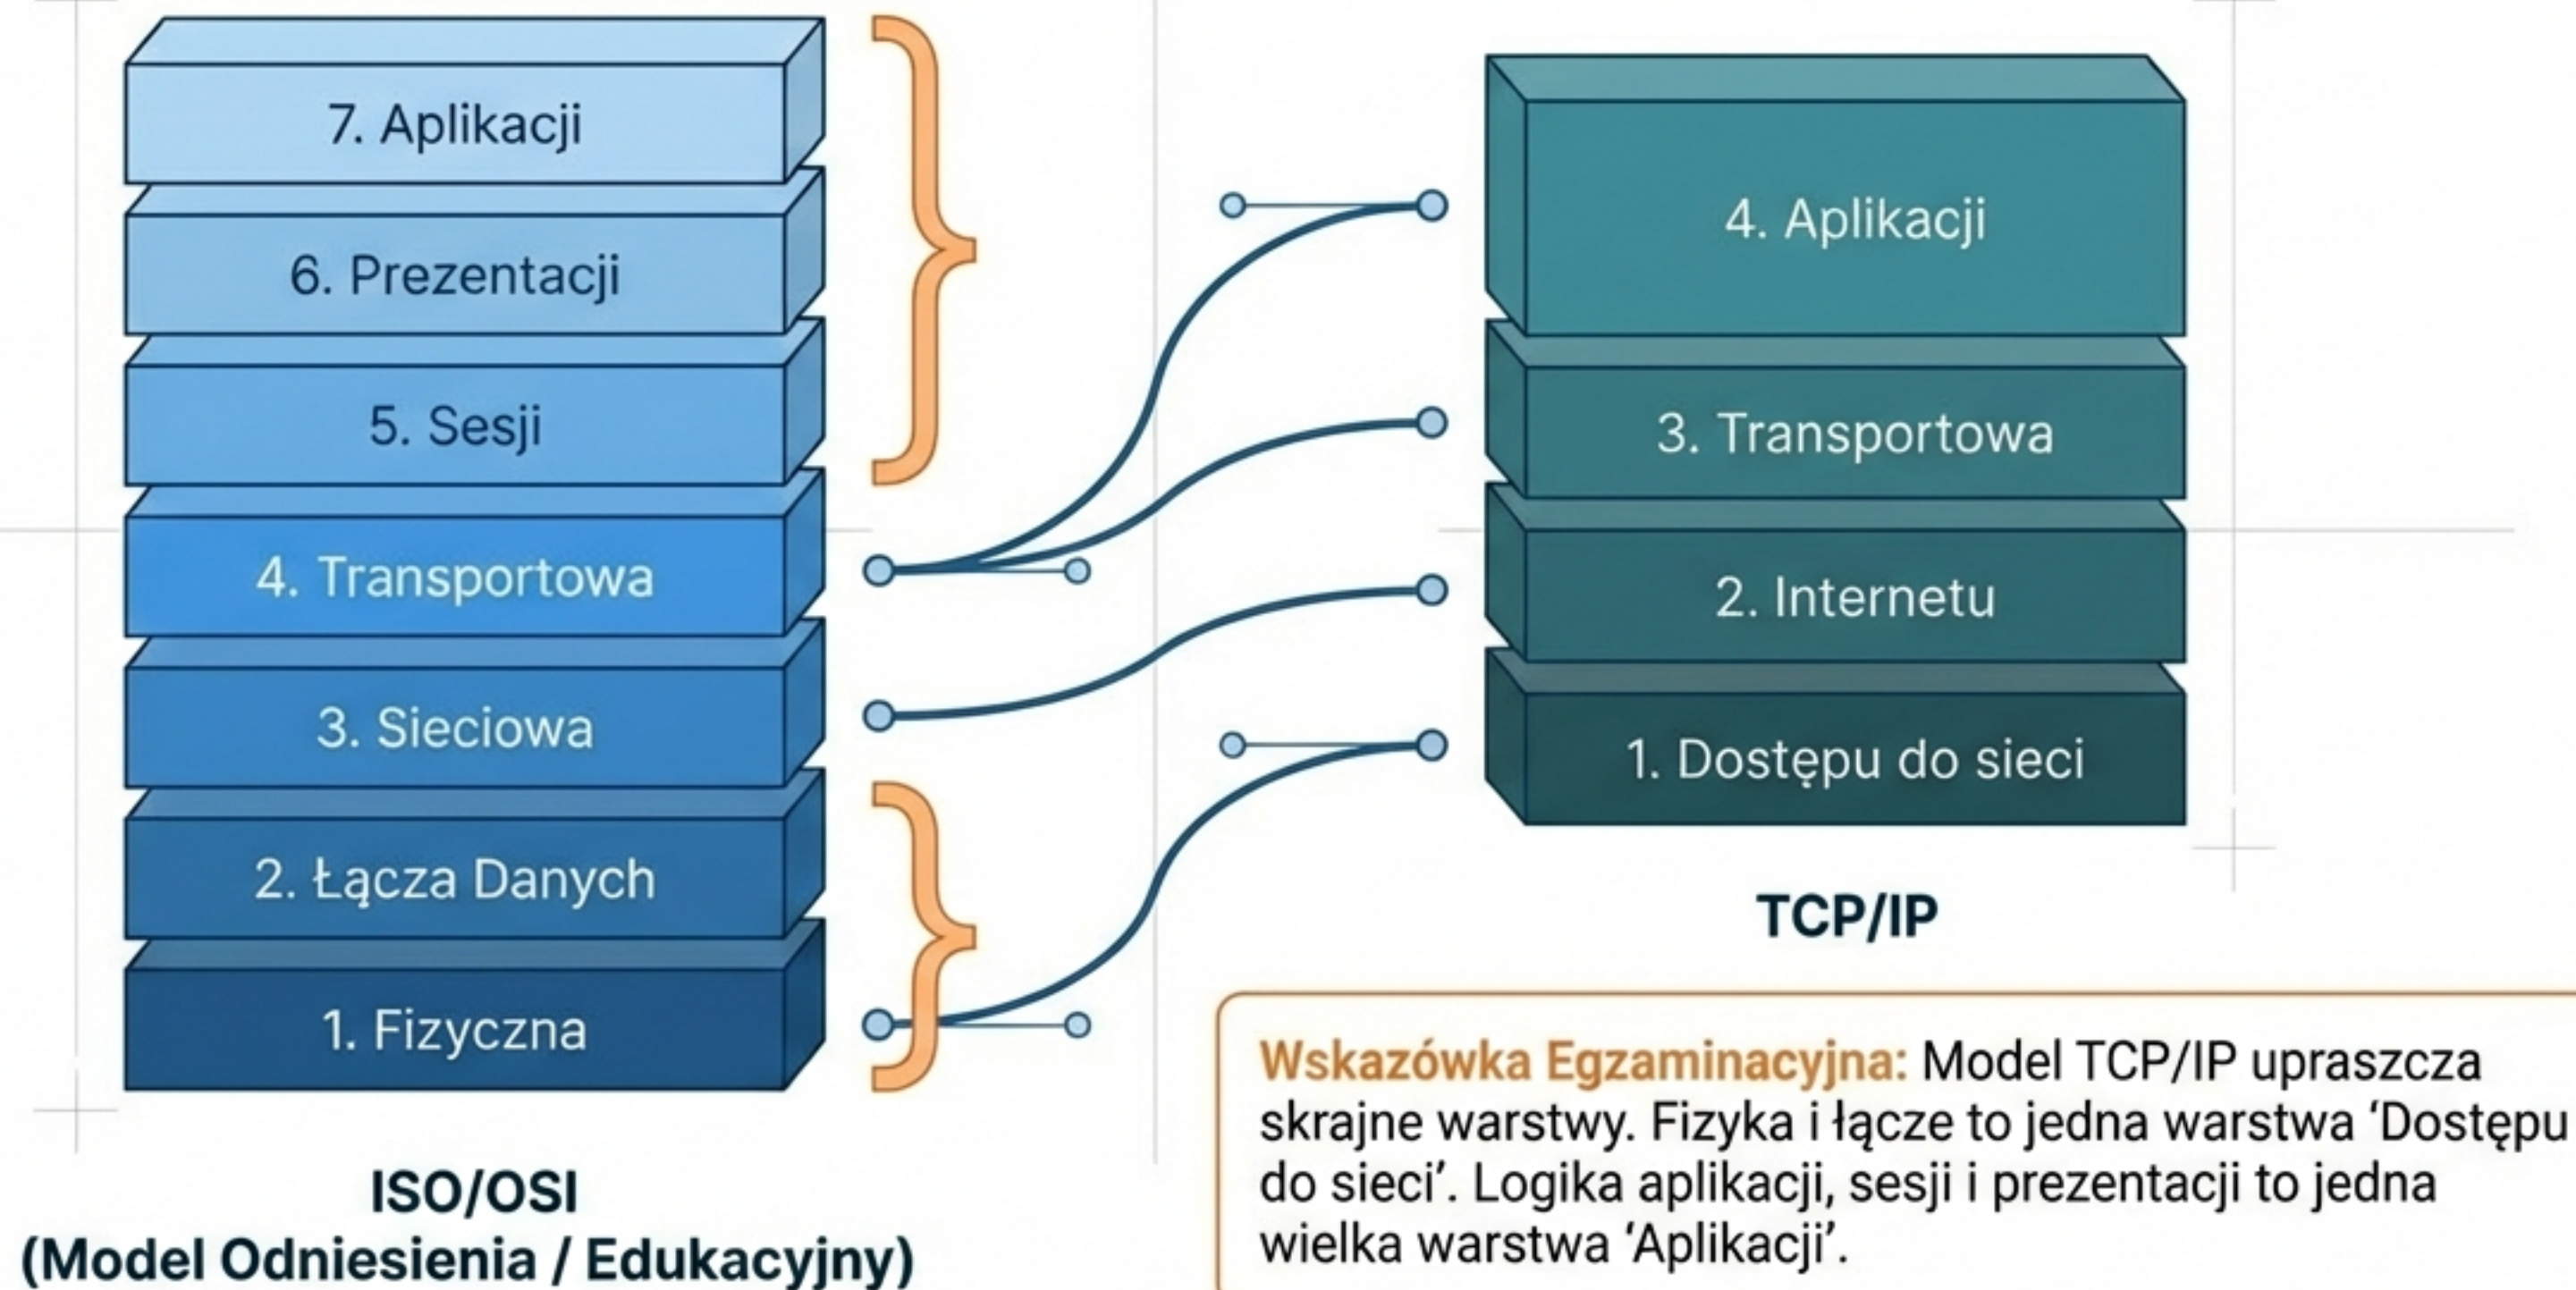 7. Aplikacji
6. Prezentacji
5. Sesji
4. Transportowa
3. Sieciowa
2. Łącza Danych
1. Fizyczna
ISO/OSI
(Model Odniesienia / Edukacyjny)
4. Aplikacji
3. Transportowa
2. Internetu
1. Dostępu do sieci
TCP/IP
Wskazówka Egzaminacyjna: Model TCP/IP upraszcza
skrajne warstwy. Fizyka i łącze to jedna warstwa ‘Dostępu
do sieci’. Logika aplikacji, sesji i prezentacji to jedna
wielka warstwa ‘Aplikacji’.